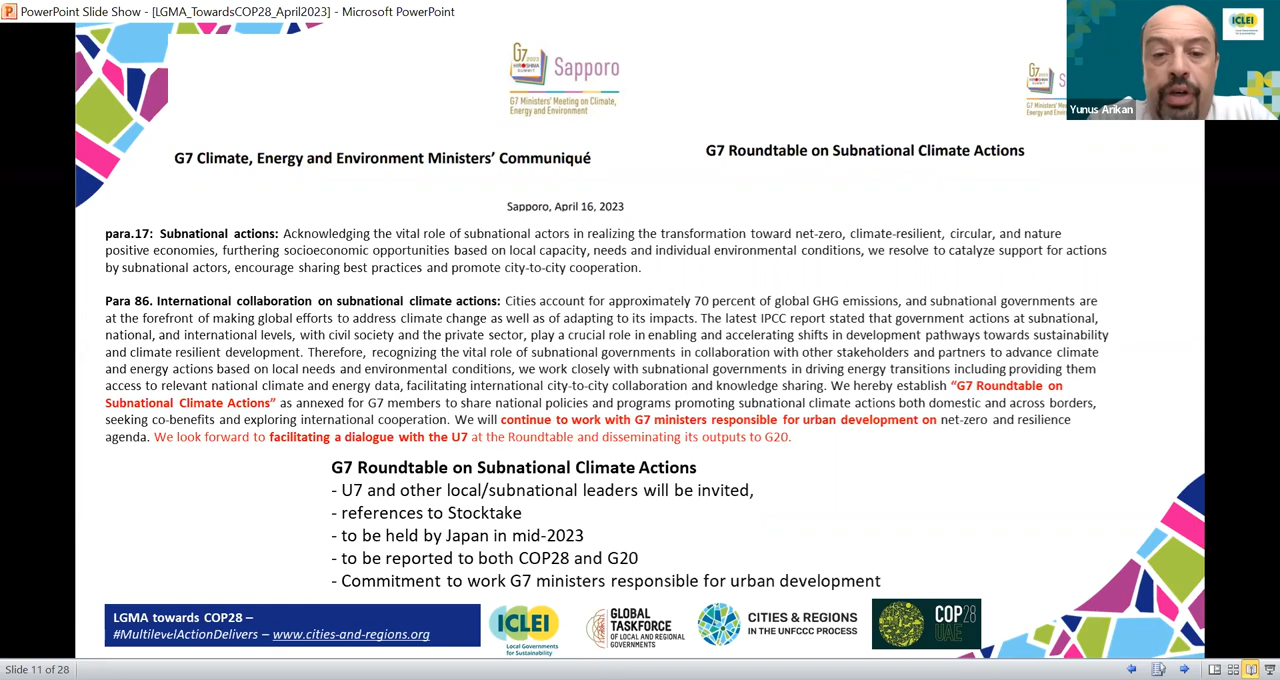 PowerPoint Slide Show - [LGMA_TowardsCOP28_April2023] - Microsoft PowerPoint
ICLEI
Yunus Arikan
G7 2023
HIROSHIMA
SUMMIT
Sapporo
G7 Ministers' Meeting on Climate,
Energy and Environment
G7 Climate, Energy and Environment Ministers' Communiqué
G7 Roundtable on Subnational Climate Actions
Sapporo, April 16, 2023
para.17: Subnational actions: Acknowledging the vital role of subnational actors in realizing the transformation toward net-zero, climate-resilient, circular, and nature
positive economies, furthering socioeconomic opportunities based on local capacity, needs and individual environmental conditions, we resolve to catalyze support for actions
by subnational actors, encourage sharing best practices and promote city-to-city cooperation.
Para 86. International collaboration on subnational climate actions: Cities account for approximately 70 percent of global GHG emissions, and subnational governments are
at the forefront of making global efforts to address climate change as well as of adapting to its impacts. The latest IPCC report stated that government actions at subnational,
national, and international levels, with civil society and the private sector, play a crucial role in enabling and accelerating shifts in development pathways towards sustainability
and climate resilient development. Therefore, recognizing the vital role of subnational governments in collaboration with other stakeholders and partners to advance climate
and energy actions based on local needs and environmental conditions, we work closely with subnational governments in driving energy transitions including providing them
access to relevant national climate and energy data, facilitating international city-to-city collaboration and knowledge sharing. We hereby establish “G7 Roundtable on
Subnational Climate Actions” as annexed for G7 members to share national policies and programs promoting subnational climate actions both domestic and across borders,
seeking co-benefits and exploring international cooperation. We will continue to work with G7 ministers responsible for urban development on net-zero and resilience
agenda. We look forward to facilitating a dialogue with the U7 at the Roundtable and disseminating its outputs to G20.
G7 Roundtable on Subnational Climate Actions
- U7 and other local/subnational leaders will be invited,
- references to Stocktake
- to be held by Japan in mid-2023
- to be reported to both COP28 and G20
- Commitment to work G7 ministers responsible for urban development
LGMA towards COP28 –
#MultilevelActionDelivers – www.cities-and-regions.org
ICLEI
Local Governments
for Sustainability
GLOBAL
TASKFORCE
OF LOCAL AND REGIONAL
GOVERNMENTS
CITIES & REGIONS
IN THE UNFCCC PROCESS
COP28
UAE
Slide 11 of 28